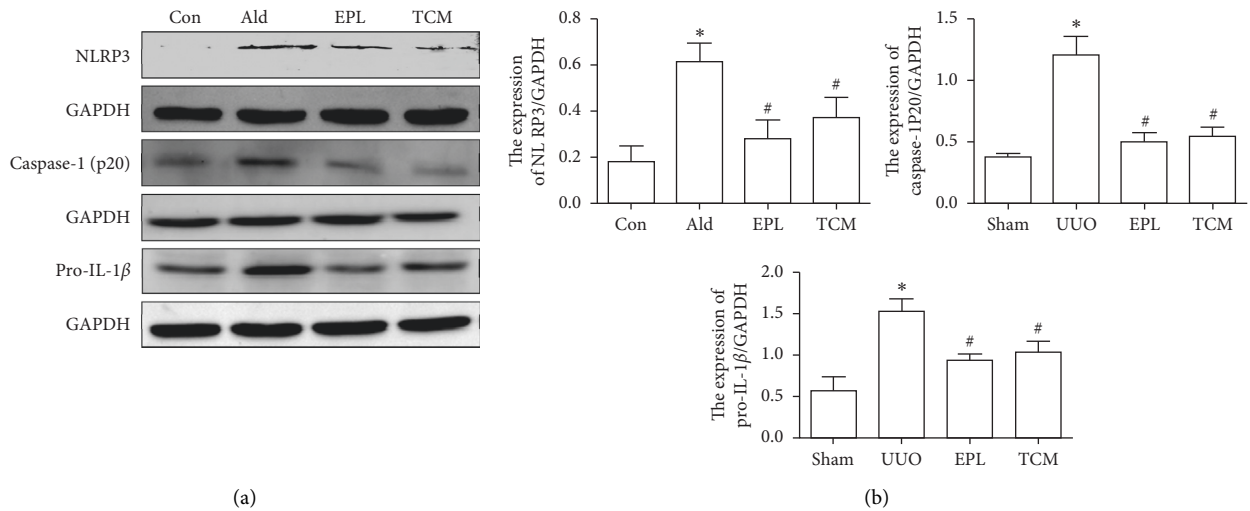 Con Ald EPL TCM
NLRP3
GAPDH
Caspase-1 (p20)
GAPDH
Pro-IL-1β
GAPDH
(a)
The expression
of NL RP3/GAPDH
0.8
0.6
0.4
0.2
0.0
* # #
Con Ald EPL TCM
The expression of
caspase-1P20/GAPDH
1.5
1.0
0.5
0.0
* # #
Sham UUO EPL TCM
The expression of
pro-IL-1β/GAPDH
2.0
1.5
1.0
0.5
0.0
* # #
Sham UUO EPL TCM
(b)